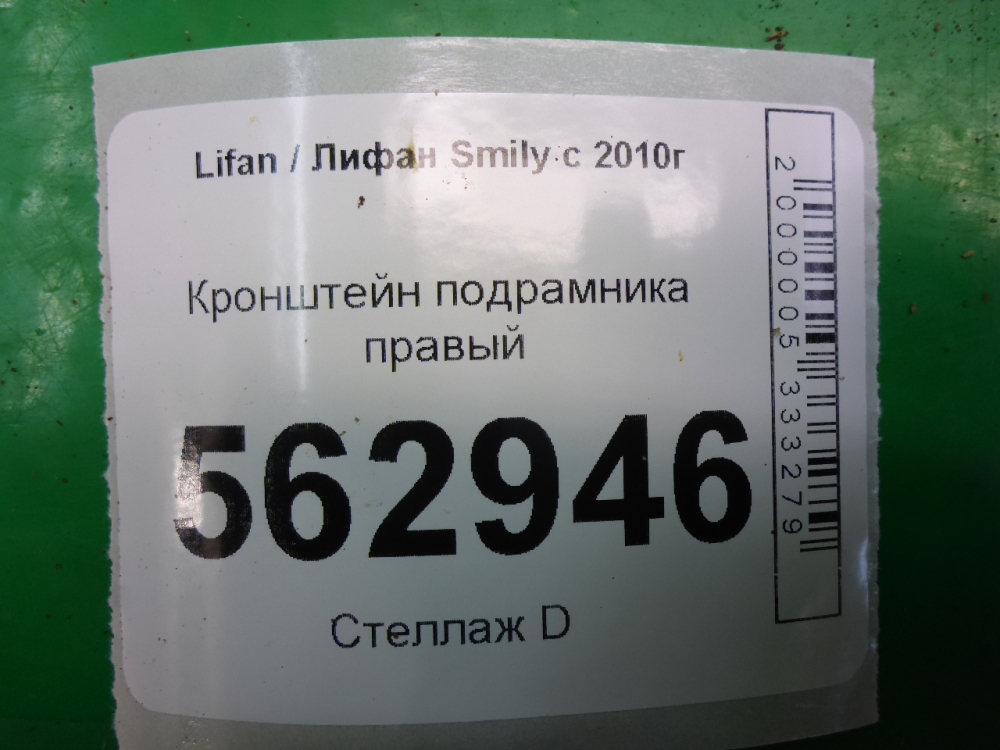 Lifan / Лифан Smily с 2010г
Кронштейн подрамника
правый
562946
Стеллаж D
2000005333279